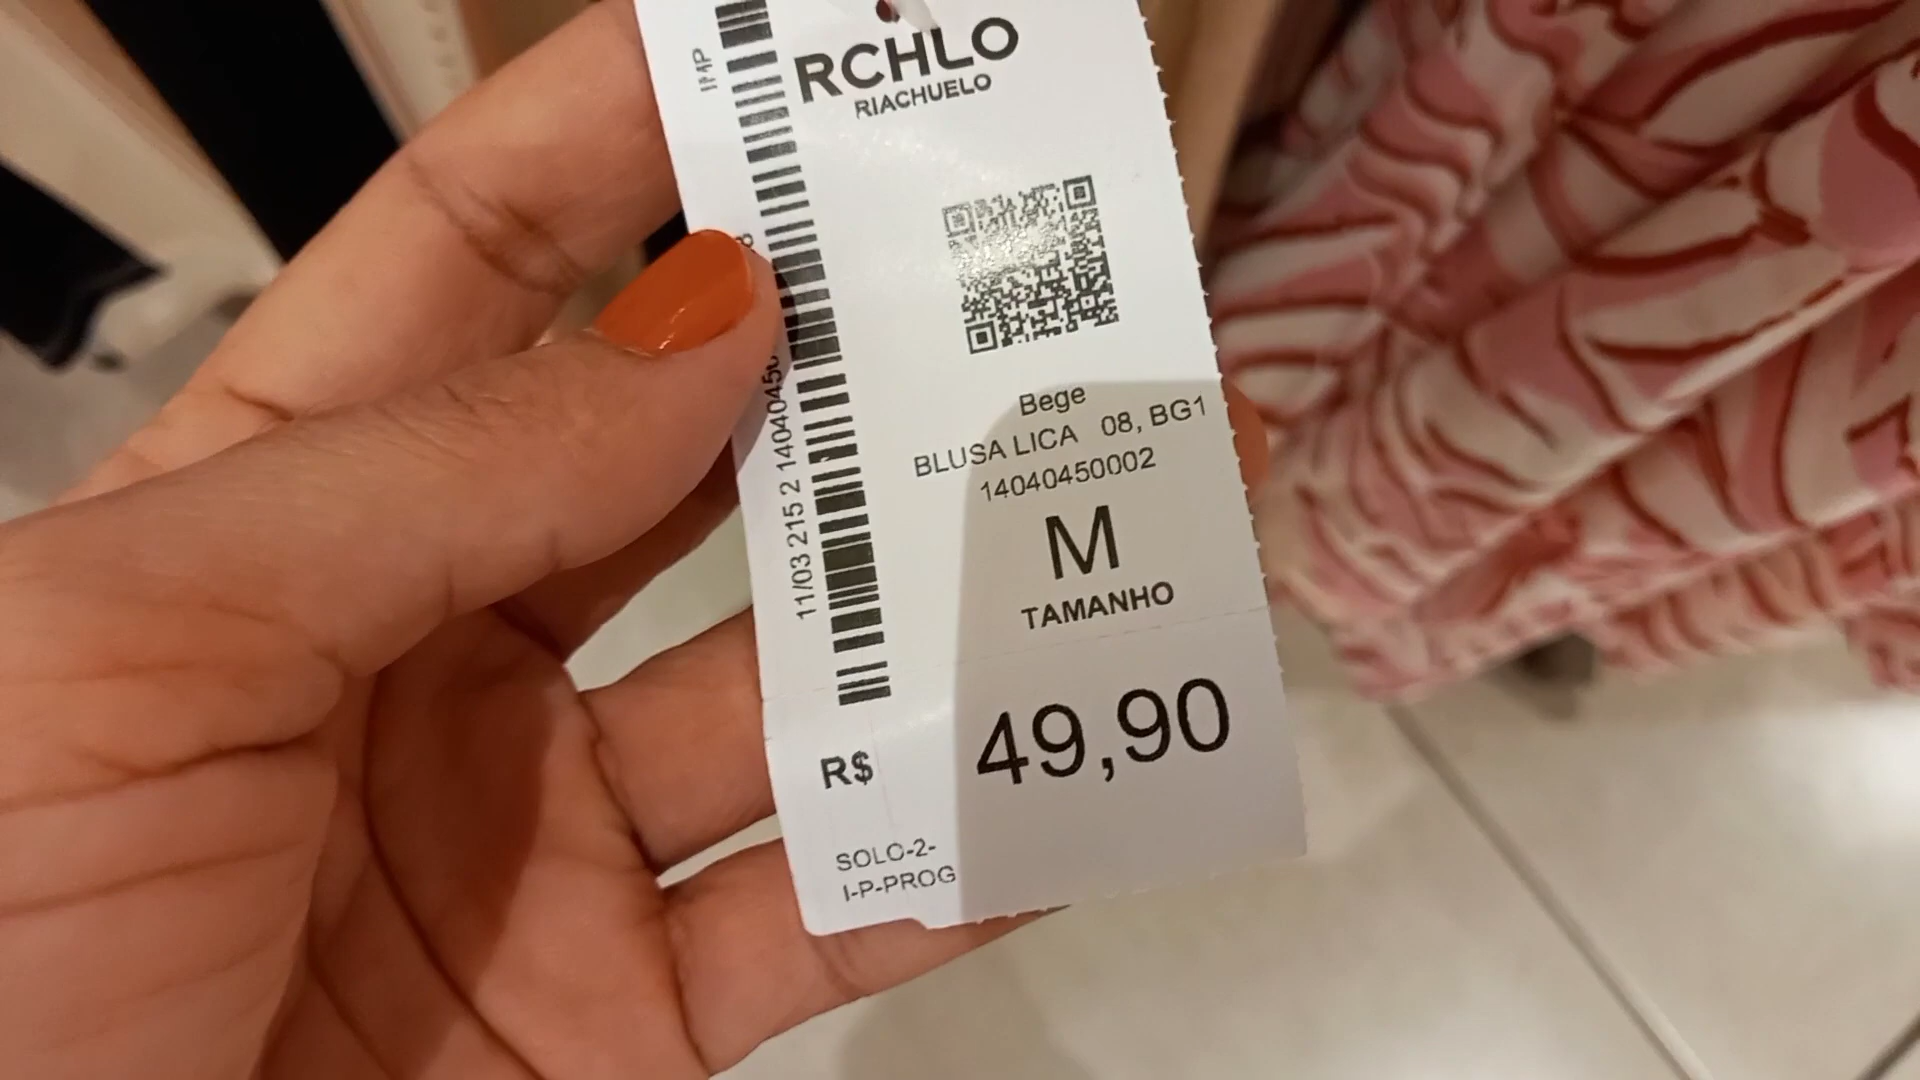 IMP
RCHLO
RIACHUELO
Bege
BLUSA LICA 08, BG1
14040450002
M
TAMANHO
R$ 49,90
SOLO-2-
I-P-PROG
11/03 215 2 1404045